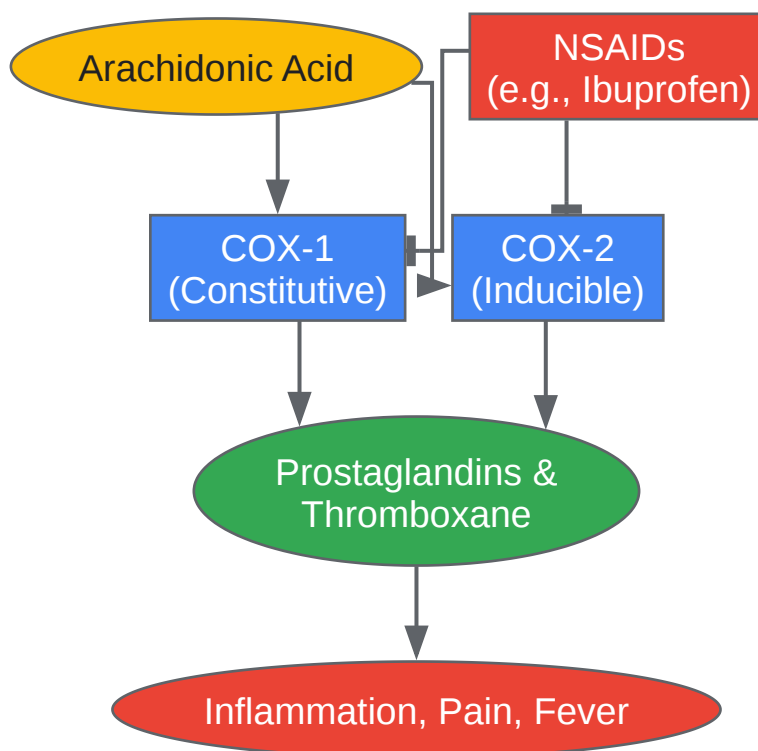 Arachidonic Acid
NSAIDs
(e.g., Ibuprofen)
COX-1
(Constitutive)
COX-2
(Inducible)
Prostaglandins &
Thromboxane
Inflammation, Pain, Fever